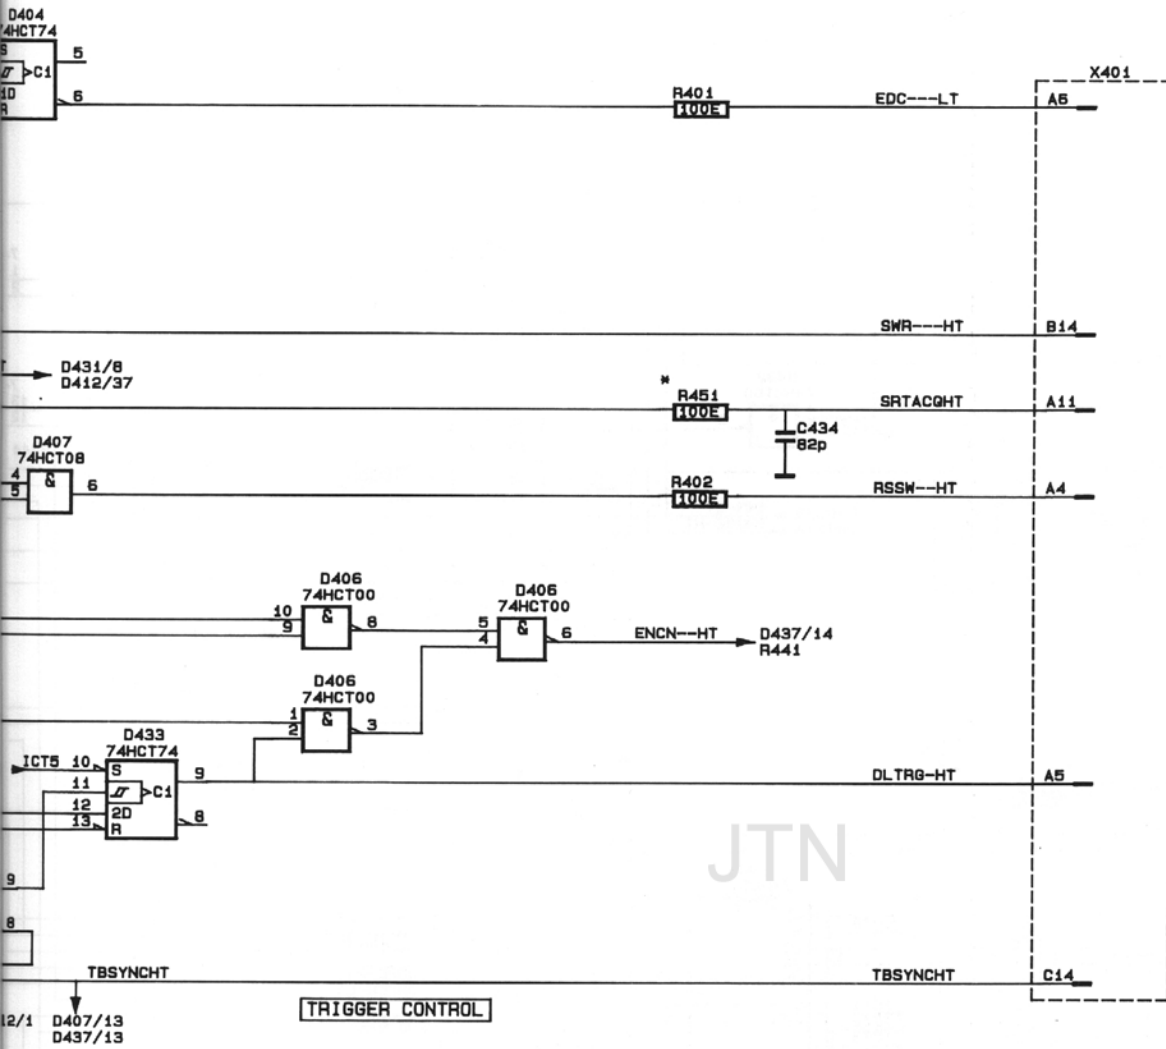 D404
74HCT74
S
5
C1
1D
6
R
X401
R401
100E
EDC---LT
A6
SWR---HT
B14
D431/8
D412/37
*
R451
100E
SRTACQHT
A11
C434
82p
D407
74HCT08
4
5
&
6
R402
100E
RSSW--HT
A4
D406
74HCT00
10
9
&
8
D406
74HCT00
5
4
&
6
ENCN--HT
D437/14
R441
D406
74HCT00
1
2
&
3
D433
74HCT74
ICT5
10
S
9
11
C1
12
2D
13
R
8
DLTRG-HT
A5
JTN
9
8
TBSYNCHT
TBSYNCHT
C14
12/1
D407/13
D437/13
TRIGGER CONTROL